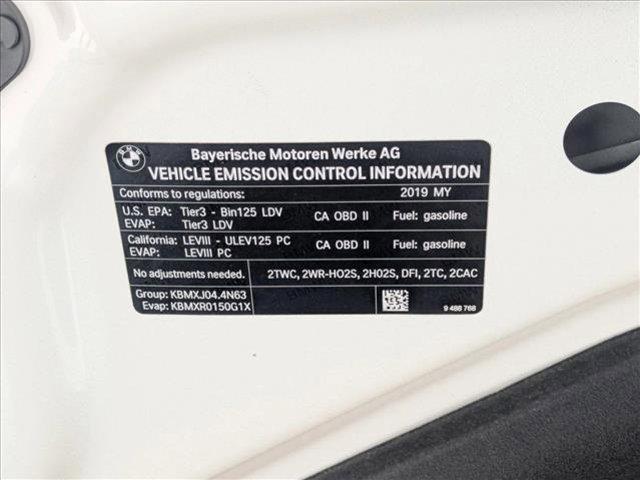 BMW
Bayerische Motoren Werke AG
VEHICLE EMISSION CONTROL INFORMATION
Conforms to regulations: 2019 MY
U.S. EPA: Tier3 - Bin125 LDV CA OBD II Fuel: gasoline
EVAP: Tier3 LDV
California: LEVIII - ULEV125 PC CA OBD II Fuel: gasoline
EVAP: LEVIII PC
No adjustments needed. 2TWC, 2WR-HO2S, 2HO2S, DFI, 2TC, 2CAC
Group: KBMXJ04.4N63
Evap: KBMXR0150G1X
9 486 768